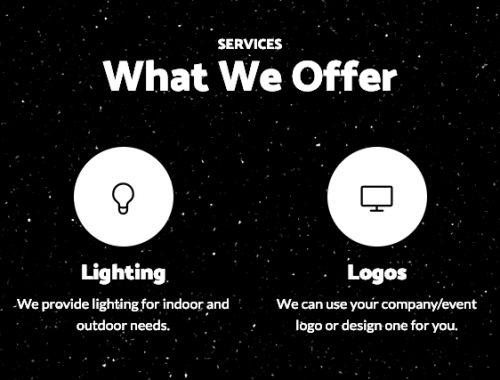 SERVICES
What We Offer
Lighting
We provide lighting for indoor and
outdoor needs.
Logos
We can use your company/event
logo or design one for you.